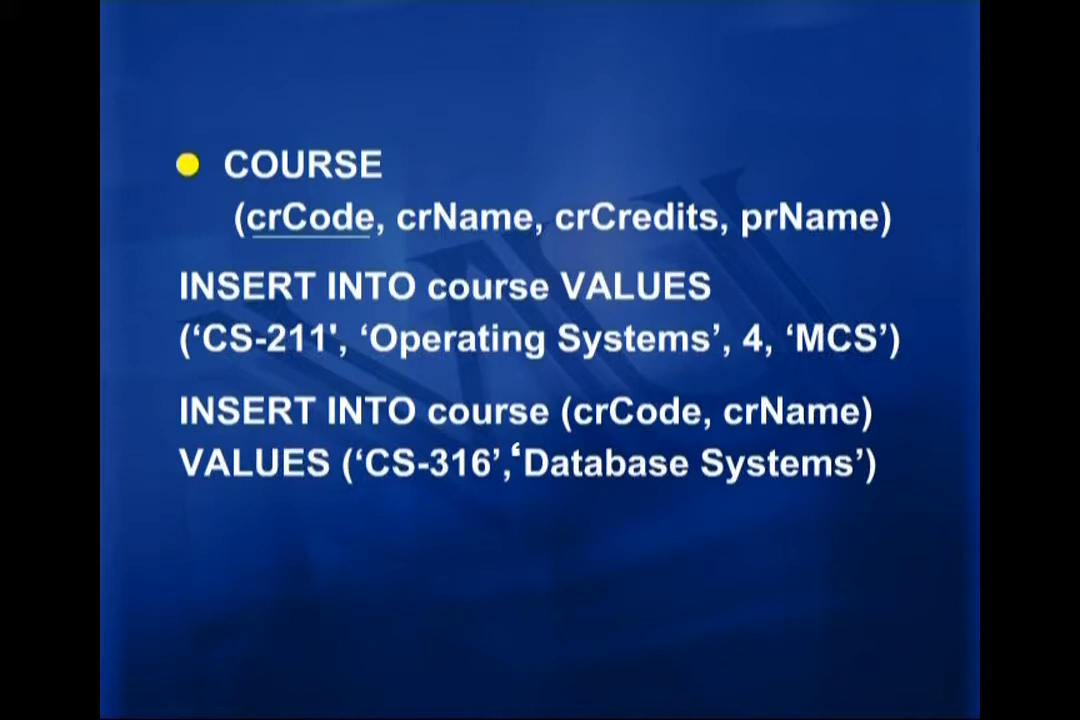 COURSE
(crCode, crName, crCredits, prName)
INSERT INTO course VALUES
(‘CS-211', ‘Operating Systems’, 4, ‘MCS’)
INSERT INTO course (crCode, crName)
VALUES (‘CS-316’,‘Database Systems’)
VU